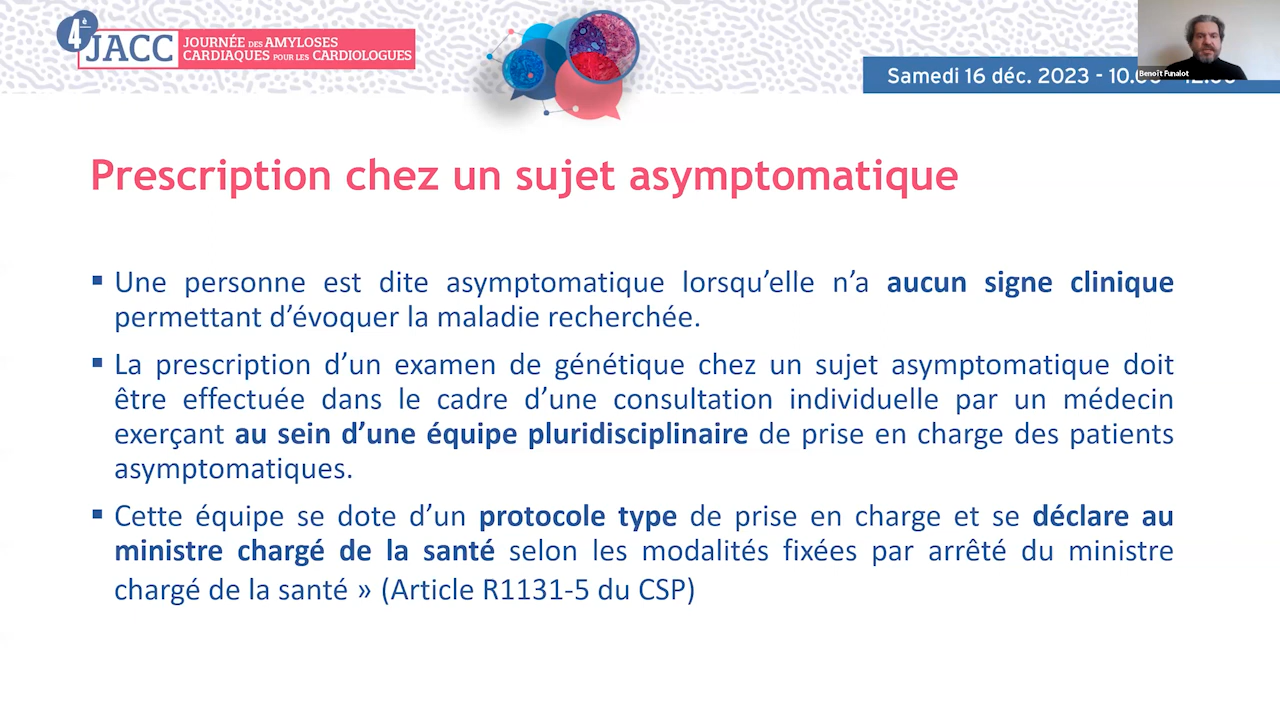 4è
JACC
JOURNÉE DES AMYLOSES
CARDIAQUES POUR LES CARDIOLOGUES
Samedi 16 déc. 2023 -
Benoît Funalot
Prescription chez un sujet asymptomatique
▪ Une personne est dite asymptomatique lorsqu’elle n’a aucun signe clinique
permettant d’évoquer la maladie recherchée.
▪ La prescription d’un examen de génétique chez un sujet asymptomatique doit
être effectuée dans le cadre d’une consultation individuelle par un médecin
exerçant au sein d’une équipe pluridisciplinaire de prise en charge des patients
asymptomatiques.
▪ Cette équipe se dote d’un protocole type de prise en charge et se déclare au
ministre chargé de la santé selon les modalités fixées par arrêté du ministre
chargé de la santé » (Article R1131-5 du CSP)